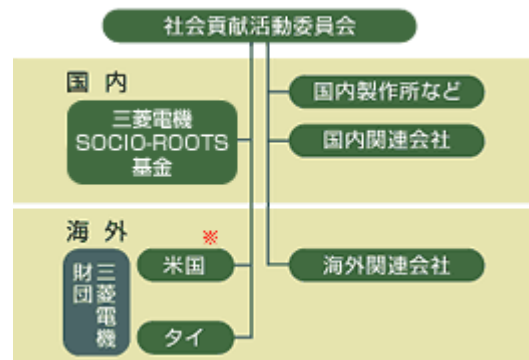 社会貢献活動委員会
国内
三菱電機
SOCIO-ROOTS
基金
国内製作所など
国内関連会社
海外
※
三菱電機
財団
米国
海外関連会社
タイ